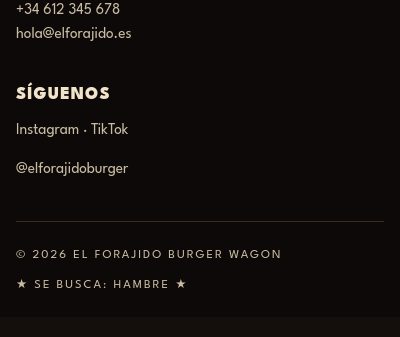 +34 612 345 678
hola@elforajido.es
SÍGUENOS
Instagram · TikTok
@elforajidoburger
© 2026 EL FORAJIDO BURGER WAGON
★ SE BUSCA: HAMBRE ★